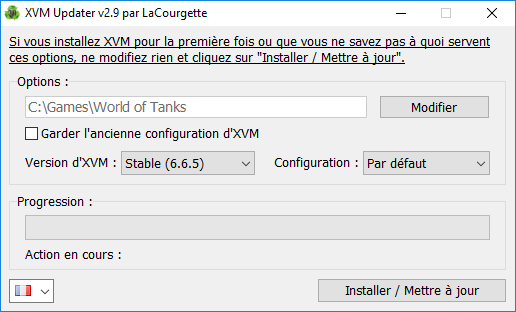 XVM Updater v2.9 par LaCourgette
Si vous installez XVM pour la première fois ou que vous ne savez pas à quoi servent
ces options, ne modifiez rien et cliquez sur "Installer / Mettre à jour".
Options :
C:\Games\World of Tanks
Modifier
Garder l'ancienne configuration d'XVM
Version d'XVM : Stable (6.6.5) Configuration : Par défaut
Progression :
Action en cours :
Installer / Mettre à jour